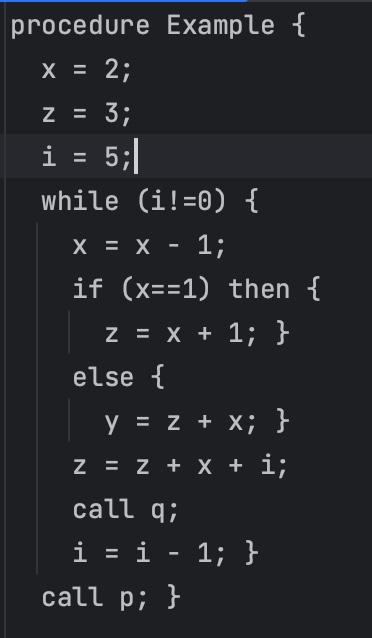 procedure Example {
  x = 2;
  z = 3;
  i = 5;
  while (i!=0) {
    x = x - 1;
    if (x==1) then {
      z = x + 1; }
    else {
      y = z + x; }
    z = z + x + i;
    call q;
    i = i - 1; }
  call p; }